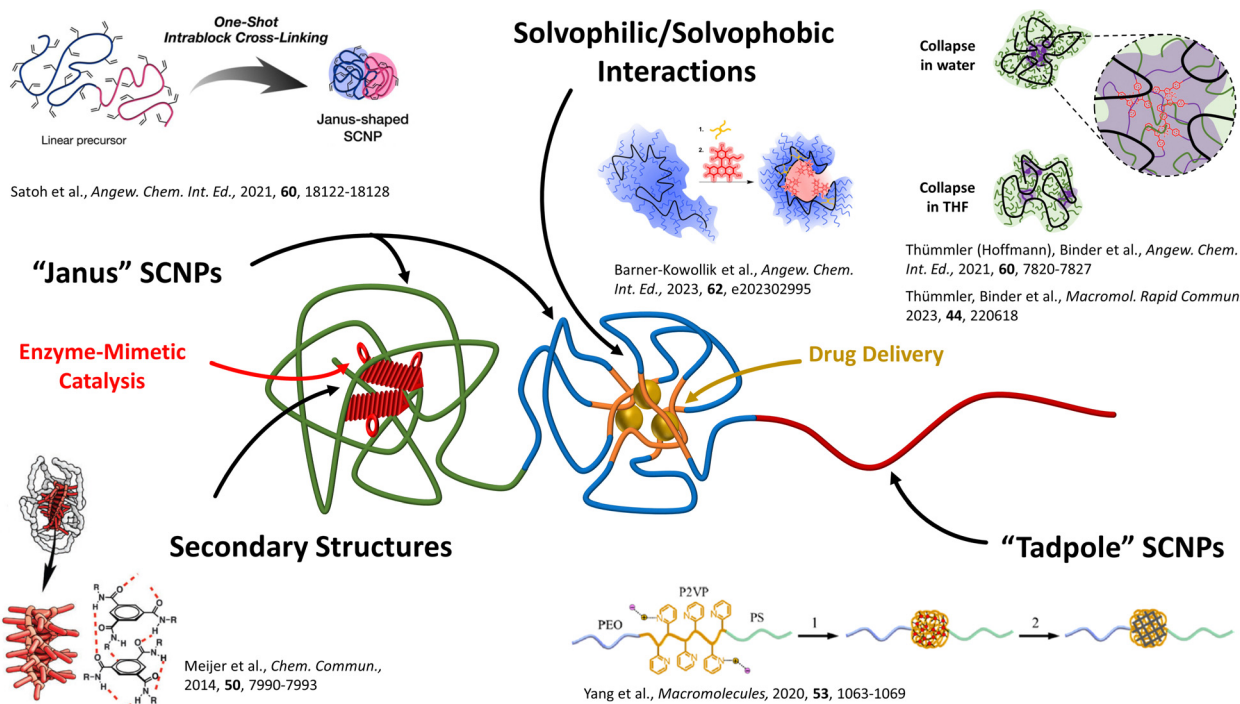 One-Shot
Intrablock Cross-Linking
Linear precursor
Janus-shaped
SCNP
Satoh et al., Angew. Chem. Int. Ed., 2021, 60, 18122-18128
Solvophilic/Solvophobic
Interactions
1.
2.
Barner-Kowollik et al., Angew. Chem.
Int. Ed., 2023, 62, e202302995
Collapse
in water
Collapse
in THF
Thümmler (Hoffmann), Binder et al., Angew. Chem.
Int. Ed., 2021, 60, 7820-7827
Thümmler, Binder et al., Macromol. Rapid Commun
2023, 44, 220618
“Janus” SCNPs
Enzyme-Mimetic
Catalysis
Drug Delivery
Secondary Structures
“Tadpole” SCNPs
R
N
H
O
O
N-R
H
H
N
R
O
R
N
H
O
O
N-R
H
H
N
R
O
Meijer et al., Chem. Commun.,
2014, 50, 7990-7993
PEO
P2VP
PS
N
N
N
N
N
N
1
2
Yang et al., Macromolecules, 2020, 53, 1063-1069